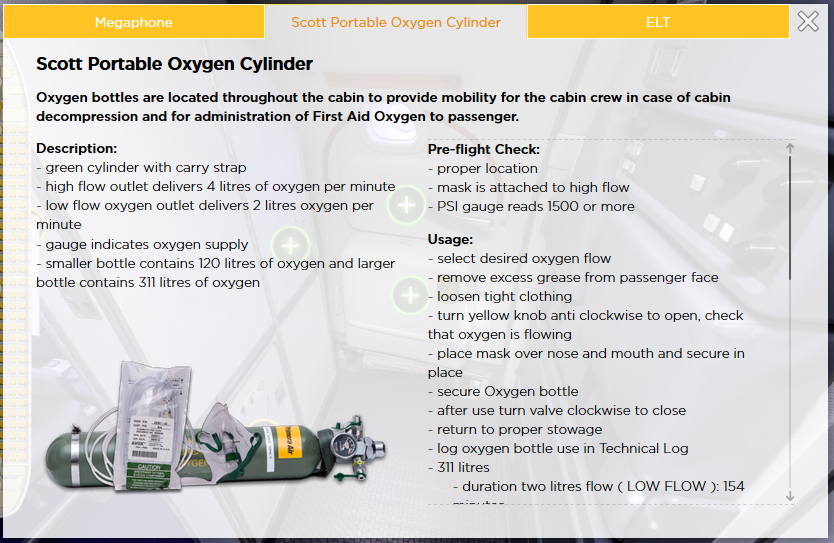 Megaphone
Scott Portable Oxygen Cylinder
ELT
Scott Portable Oxygen Cylinder
Oxygen bottles are located throughout the cabin to provide mobility for the cabin crew in case of cabin
decompression and for administration of First Aid Oxygen to passenger.
Description:
- green cylinder with carry strap
- high flow outlet delivers 4 litres of oxygen per minute
- low flow oxygen outlet delivers 2 litres oxygen per
minute
- gauge indicates oxygen supply
- smaller bottle contains 120 litres of oxygen and larger
bottle contains 311 litres of oxygen
Pre-flight Check:
- proper location
- mask is attached to high flow
- PSI gauge reads 1500 or more
Usage:
- select desired oxygen flow
- remove excess grease from passenger face
- loosen tight clothing
- turn yellow knob anti clockwise to open, check
that oxygen is flowing
- place mask over nose and mouth and secure in
place
- secure Oxygen bottle
- after use turn valve clockwise to close
- return to proper stowage
- log oxygen bottle use in Technical Log
- 311 litres
- duration two litres flow ( LOW FLOW ): 154
minutes
CAUTION